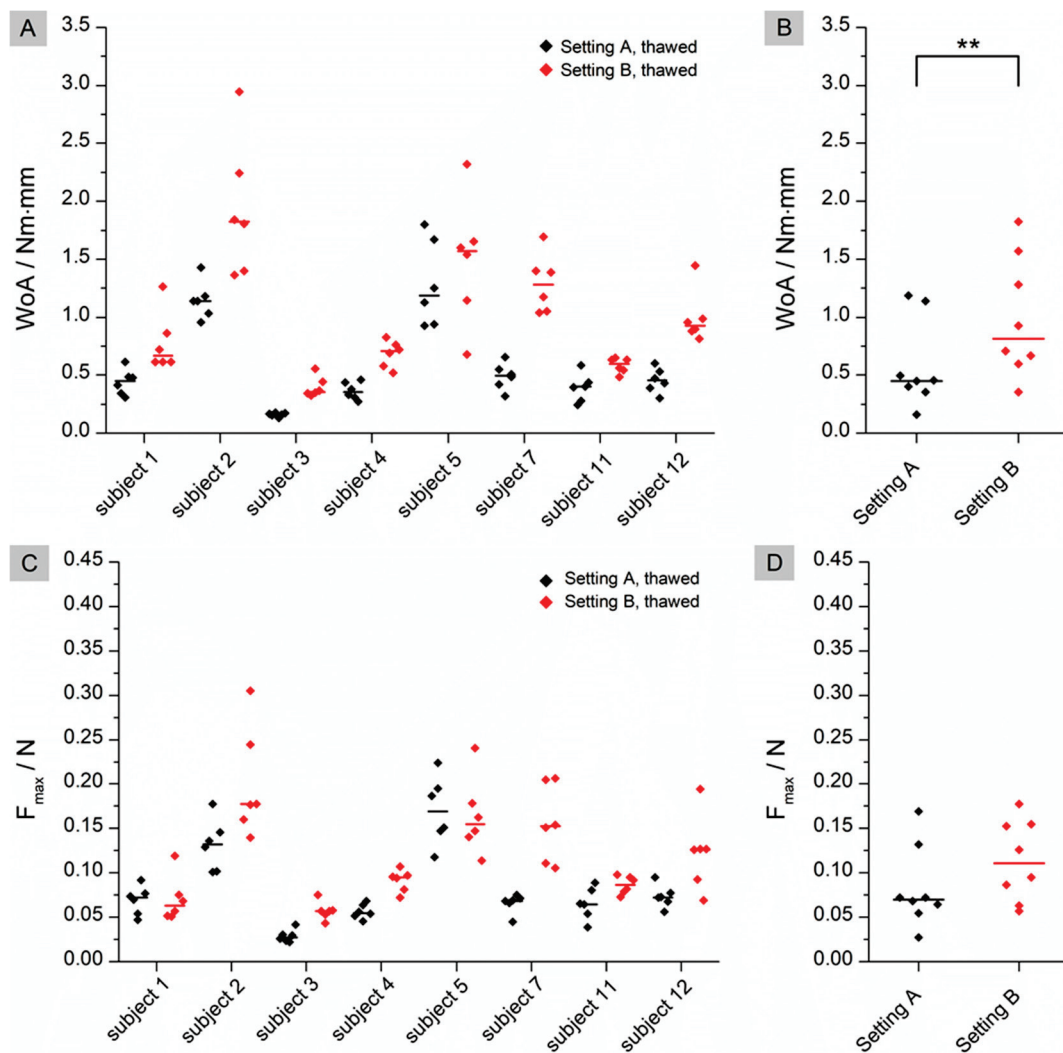 A
B
Setting A, thawed
Setting B, thawed
**
WoA / Nm·mm
3.5
3.0
2.5
2.0
1.5
1.0
0.5
0.0
subject 1
subject 2
subject 3
subject 4
subject 5
subject 7
subject 11
subject 12
WoA / Nm·mm
3.5
3.0
2.5
2.0
1.5
1.0
0.5
0.0
Setting A
Setting B
C
D
Setting A, thawed
Setting B, thawed
Fmax / N
0.45
0.40
0.35
0.30
0.25
0.20
0.15
0.10
0.05
0.00
subject 1
subject 2
subject 3
subject 4
subject 5
subject 7
subject 11
subject 12
Fmax / N
0.45
0.40
0.35
0.30
0.25
0.20
0.15
0.10
0.05
0.00
Setting A
Setting B